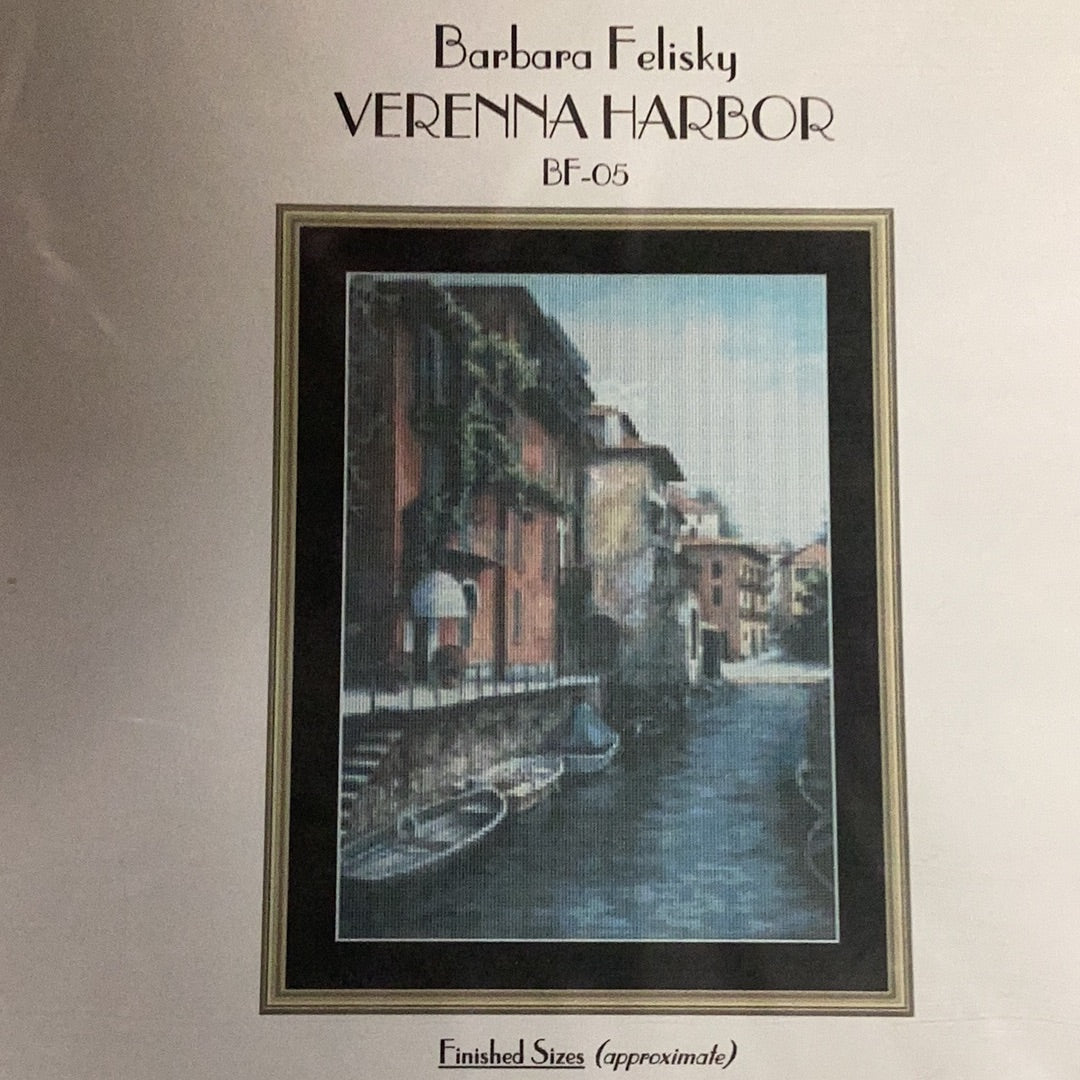 Barbara Felisky
VERENNA HARBOR
BF-05
Finished Sizes (approximate)